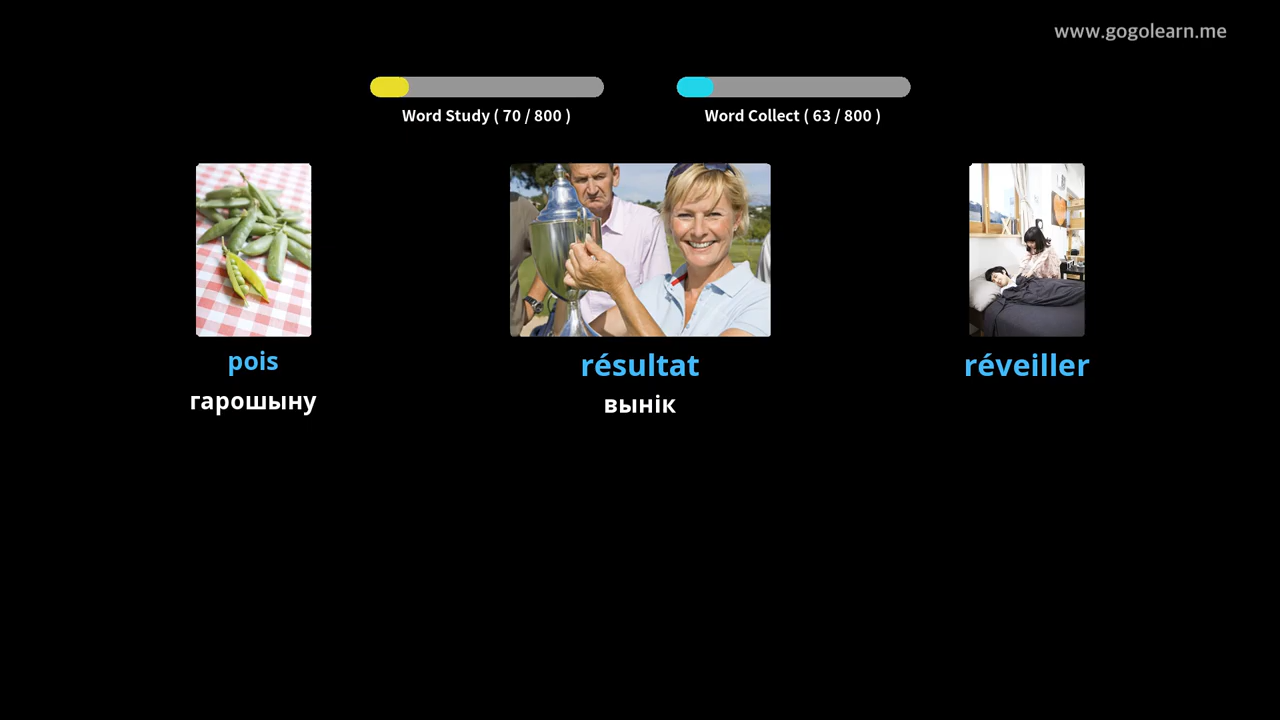 www.gogolearn.me
Word Study ( 70 / 800 )
Word Collect ( 63 / 800 )
pois
гарошыну
résultat
вынік
réveiller